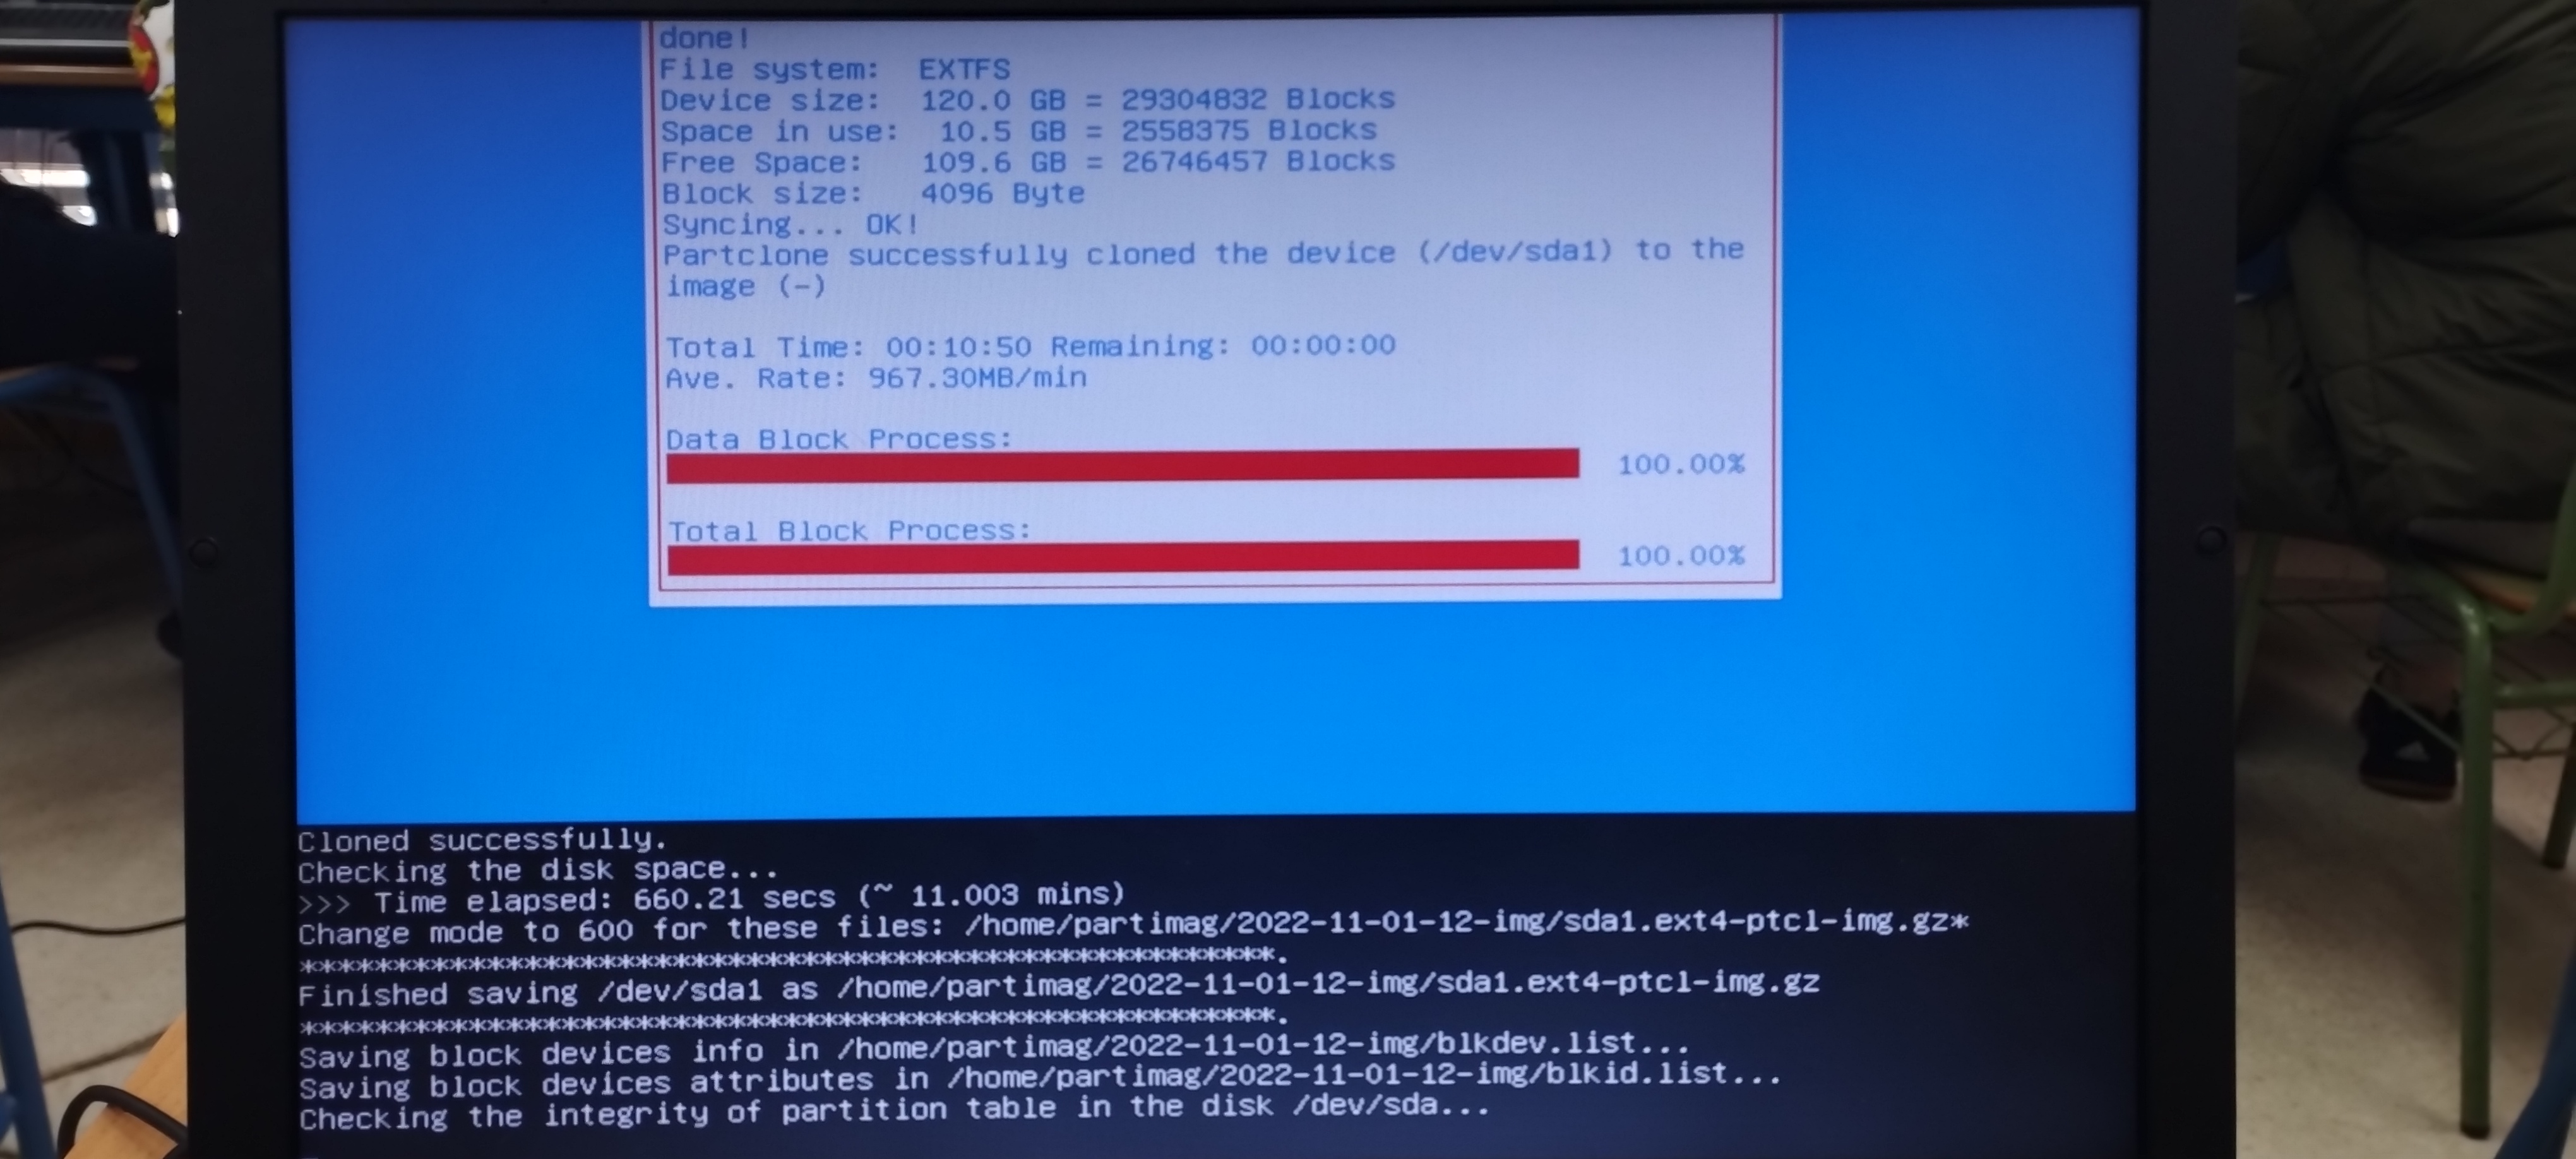 done!
File system:  EXTFS
Device size:  120.0 GB = 29304832 Blocks
Space in use:  10.5 GB = 2558375 Blocks
Free Space:   109.6 GB = 26746457 Blocks
Block size:   4096 Byte
Syncing... OK!
Partclone successfully cloned the device (/dev/sda1) to the
image (-)
Total Time: 00:10:50 Remaining: 00:00:00
Ave. Rate: 967.30MB/min
Data Block Process:
100.00%
Total Block Process:
100.00%
Cloned successfully.
Checking the disk space...
>>> Time elapsed: 660.21 secs (~ 11.003 mins)
Change mode to 600 for these files: /home/partimag/2022-11-01-12-img/sda1.ext4-ptcl-img.gz*
*****************************************************************************.
Finished saving /dev/sda1 as /home/partimag/2022-11-01-12-img/sda1.ext4-ptcl-img.gz
*****************************************************************************.
Saving block devices info in /home/partimag/2022-11-01-12-img/blkdev.list...
Saving block devices attributes in /home/partimag/2022-11-01-12-img/blkid.list...
Checking the integrity of partition table in the disk /dev/sda...